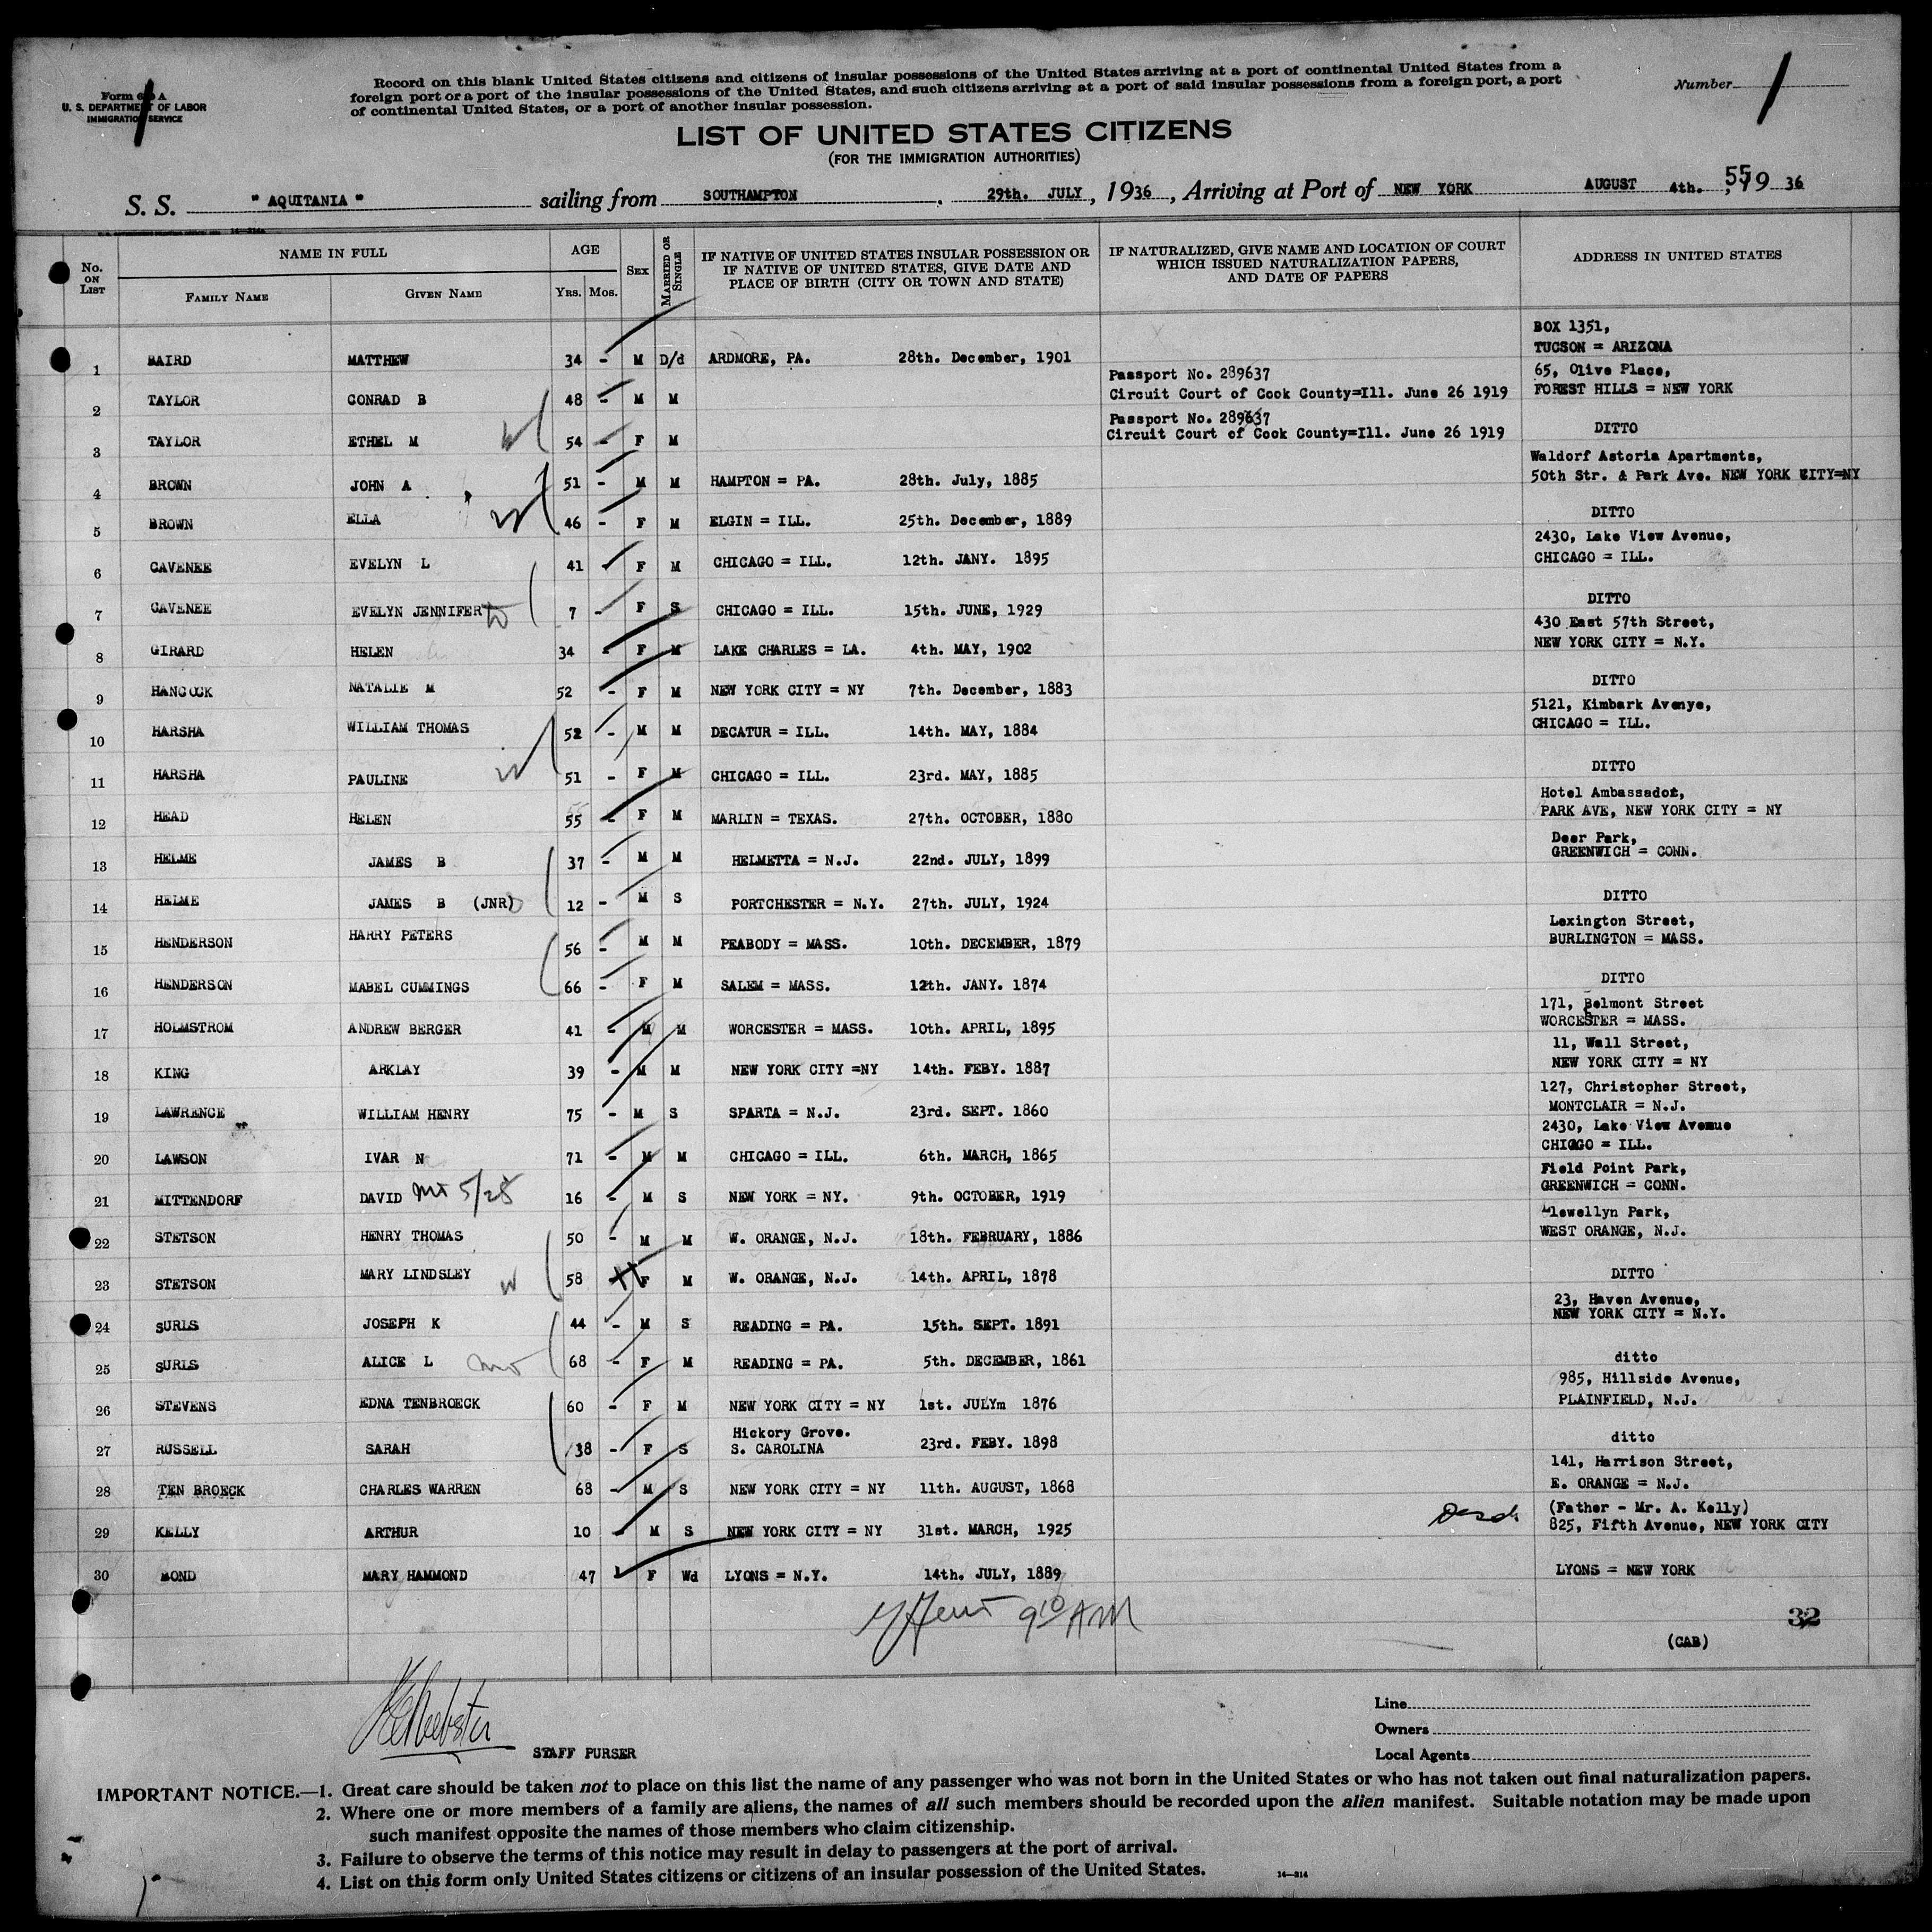 Form 630 A
U. S. DEPARTMENT OF LABOR
IMMIGRATION SERVICE
Record on this blank United States citizens and citizens of insular possessions of the United States arriving at a port of continental United States from a
foreign port or a port of the insular possessions of the United States, and such citizens arriving at a port of said insular possessions from a foreign port, a port
of continental United States, or a port of another insular possession.
Number 1
LIST OF UNITED STATES CITIZENS
(FOR THE IMMIGRATION AUTHORITIES)
S. S. " AQUITANIA " sailing from SOUTHAMPTON , 29th. JULY , 1936 , Arriving at Port of NEW YORK AUGUST 4th. , 19 36
55
No. ON LIST
NAME IN FULL
FAMILY NAME GIVEN NAME
AGE
YRS. MOS.
SEX
MARRIED OR SINGLE
IF NATIVE OF UNITED STATES INSULAR POSSESSION OR
IF NATIVE OF UNITED STATES, GIVE DATE AND
PLACE OF BIRTH (CITY OR TOWN AND STATE)
IF NATURALIZED, GIVE NAME AND LOCATION OF COURT
WHICH ISSUED NATURALIZATION PAPERS,
AND DATE OF PAPERS
ADDRESS IN UNITED STATES
BOX 1351,
TUCSON = ARIZONA
1 BAIRD MATTHEW 34 - M D/d ARDMORE, PA. 28th. December, 1901
Passport No. 289637 65, Olive Place,
2 TAYLOR CONRAD B 48 - M M Circuit Court of Cook County=Ill. June 26 1919 FOREST HILLS = NEW YORK
Passport No. 289637
3 TAYLOR ETHEL M 54 - F M Circuit Court of Cook County=Ill. June 26 1919 DITTO
Waldorf Astoria Apartments,
4 BROWN JOHN A 51 - M M HAMPTON = PA. 28th. July, 1885 50th Str. & Park Ave. NEW YORK CITY=NY
5 BROWN ELLA 46 - F M ELGIN = ILL. 25th. December, 1889 DITTO
2430, Lake View Avenue,
6 CAVENEE EVELYN L 41 - F M CHICAGO = ILL. 12th. JANY. 1895 CHICAGO = ILL.
7 CAVENEE EVELYN JENNIFER 7 - F S CHICAGO = ILL. 15th. JUNE, 1929 DITTO
430 East 57th Street,
8 GIRARD HELEN 34 - F M LAKE CHARLES = LA. 4th. MAY, 1902 NEW YORK CITY = N.Y.
9 HANCOCK NATALIE M 52 - F M NEW YORK CITY = NY 7th. December, 1883 DITTO
5121, Kimbark Avenye,
10 HARSHA WILLIAM THOMAS 52 - M M DECATUR = ILL. 14th. MAY, 1884 CHICAGO = ILL.
11 HARSHA PAULINE 51 - F M CHICAGO = ILL. 23rd. MAY, 1885 DITTO
Hotel Ambassador,
12 HEAD HELEN 55 - F M MARLIN = TEXAS. 27th. OCTOBER, 1880 PARK AVE, NEW YORK CITY = NY
Deer Park,
13 HELME JAMES B 37 - M M HELMETTA = N.J. 22nd. JULY, 1899 GREENWICH = CONN.
14 HELME JAMES B (JNR) 12 - M S PORTCHESTER = N.Y. 27th. JULY, 1924 DITTO
Lexington Street,
15 HENDERSON HARRY PETERS 56 - M M PEABODY = MASS. 10th. DECEMBER, 1879 BURLINGTON = MASS.
16 HENDERSON MABEL CUMMINGS 66 - F M SALEM = MASS. 12th. JANY. 1874 DITTO
171, Belmont Street
17 HOLMSTROM ANDREW BERGER 41 - M M WORCESTER = MASS. 10th. APRIL, 1895 WORCESTER = MASS.
11, Wall Street,
18 KING ARKLAY 39 - M M NEW YORK CITY =NY 14th. FEBY. 1887 NEW YORK CITY = NY
127, Christopher Street,
19 LAWRENCE WILLIAM HENRY 75 - M S SPARTA = N.J. 23rd. SEPT. 1860 MONTCLAIR = N.J.
2430, Lake View Avenue
20 LAWSON IVAR N 71 - M M CHICAGO = ILL. 6th. MARCH, 1865 CHIOGO = ILL.
Field Point Park,
21 MITTENDORF DAVID 5/28 16 - M S NEW YORK = NY. 9th. OCTOBER, 1919 GREENWICH = CONN.
Llewellyn Park,
22 STETSON HENRY THOMAS 50 - M M W. ORANGE, N.J. 18th. FEBRUARY, 1886 WEST ORANGE, N.J.
23 STETSON MARY LINDSLEY 58 F M W. ORANGE, N.J. 14th. APRIL, 1878 DITTO
23, Haven Avenue,
24 SURLS JOSEPH K 44 - M S READING = PA. 15th. SEPT. 1891 NEW YORK CITY = N.Y.
25 SURLS ALICE L 68 - F M READING = PA. 5th. DECEMBER, 1861 ditto
985, Hillside Avenue,
26 STEVENS EDNA TENBROECK 60 - F M NEW YORK CITY = NY 1st. JULYm 1876 PLAINFIELD, N.J.
Hickory Grove.
27 RUSSELL SARAH 38 - F S S. CAROLINA 23rd. FEBY. 1898 ditto
141, Harrison Street,
28 TEN BROECK CHARLES WARREN 68 - M S NEW YORK CITY = NY 11th. AUGUST, 1868 E. ORANGE = N.J.
(Father - Mr. A. Kelly)
29 KELLY ARTHUR 10 - M S NEW YORK CITY = NY 31st. MARCH, 1925 825, Fifth Avenue, NEW YORK CITY
30 BOND MARY HAMMOND 47 F Wd LYONS = N.Y. 14th. JULY, 1889 LYONS = NEW YORK
9 10 AM
32
(CAB)
STAFF PURSER
Line
Owners
Local Agents
IMPORTANT NOTICE.—1. Great care should be taken not to place on this list the name of any passenger who was not born in the United States or who has not taken out final naturalization papers.
2. Where one or more members of a family are aliens, the names of all such members should be recorded upon the alien manifest. Suitable notation may be made upon
such manifest opposite the names of those members who claim citizenship.
3. Failure to observe the terms of this notice may result in delay to passengers at the port of arrival.
4. List on this form only United States citizens or citizens of an insular possession of the United States.
14—214